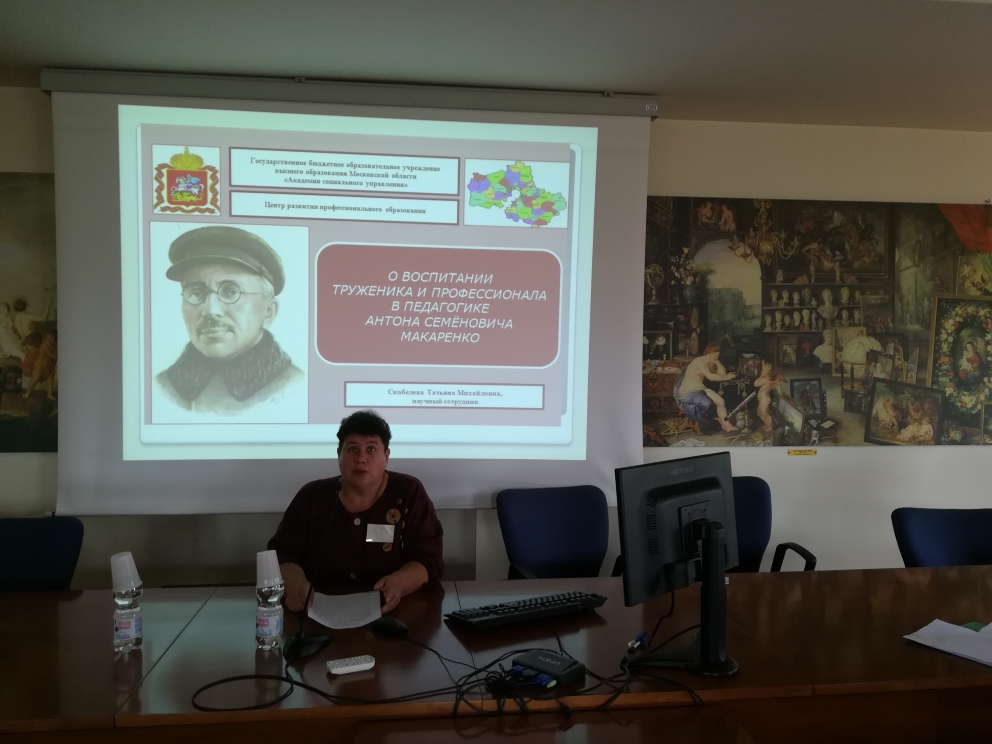 Государственное бюджетное образовательное учреждение
высшего образования Московской области
«Академия социального управления»
Центр развития профессионального образования
О ВОСПИТАНИИ
ТРУЖЕНИКА И ПРОФЕССИОНАЛА
В ПЕДАГОГИКЕ
АНТОНА СЕМЁНОВИЧА
МАКАРЕНКО
Скобелева Татьяна Михайловна,
научный сотрудник